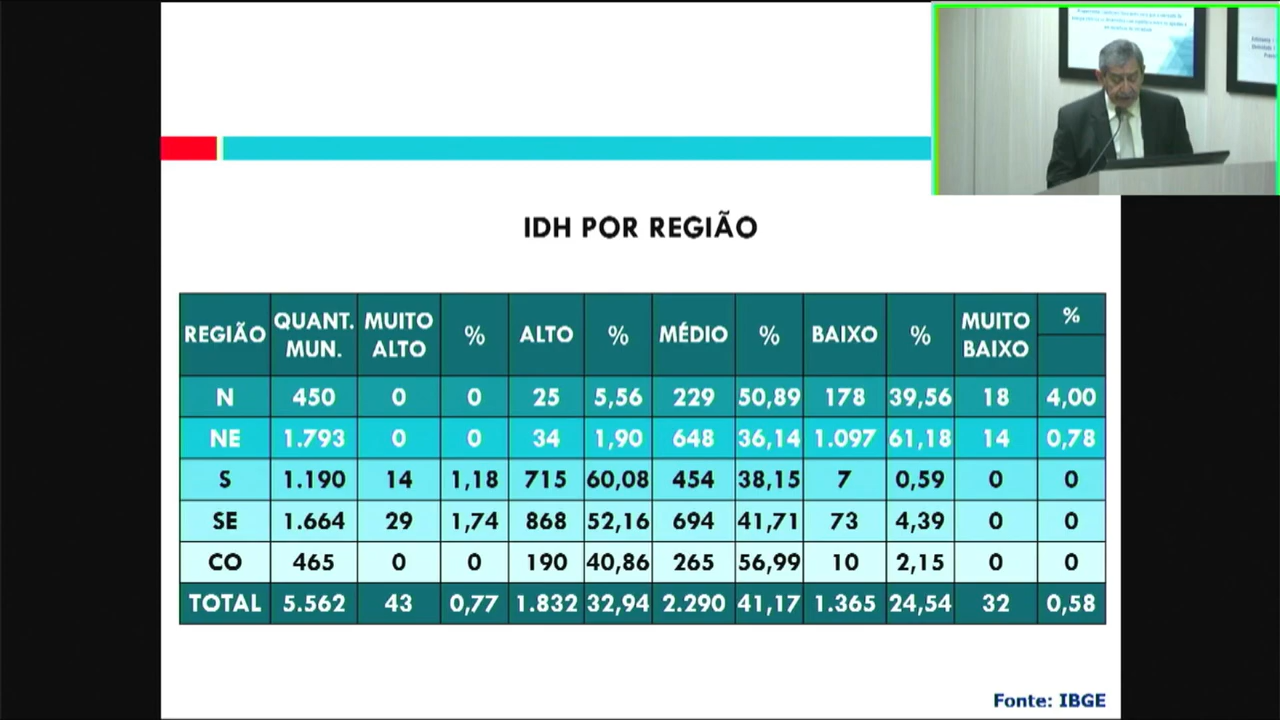 IDH POR REGIÃO
REGIÃO QUANT. MUN. MUITO ALTO % ALTO % MÉDIO % BAIXO % MUITO BAIXO %
N 450 0 0 25 5,56 229 50,89 178 39,56 18 4,00
NE 1.793 0 0 34 1,90 648 36,14 1.097 61,18 14 0,78
S 1.190 14 1,18 715 60,08 454 38,15 7 0,59 0 0
SE 1.664 29 1,74 868 52,16 694 41,71 73 4,39 0 0
CO 465 0 0 190 40,86 265 56,99 10 2,15 0 0
TOTAL 5.562 43 0,77 1.832 32,94 2.290 41,17 1.365 24,54 32 0,58
Fonte: IBGE